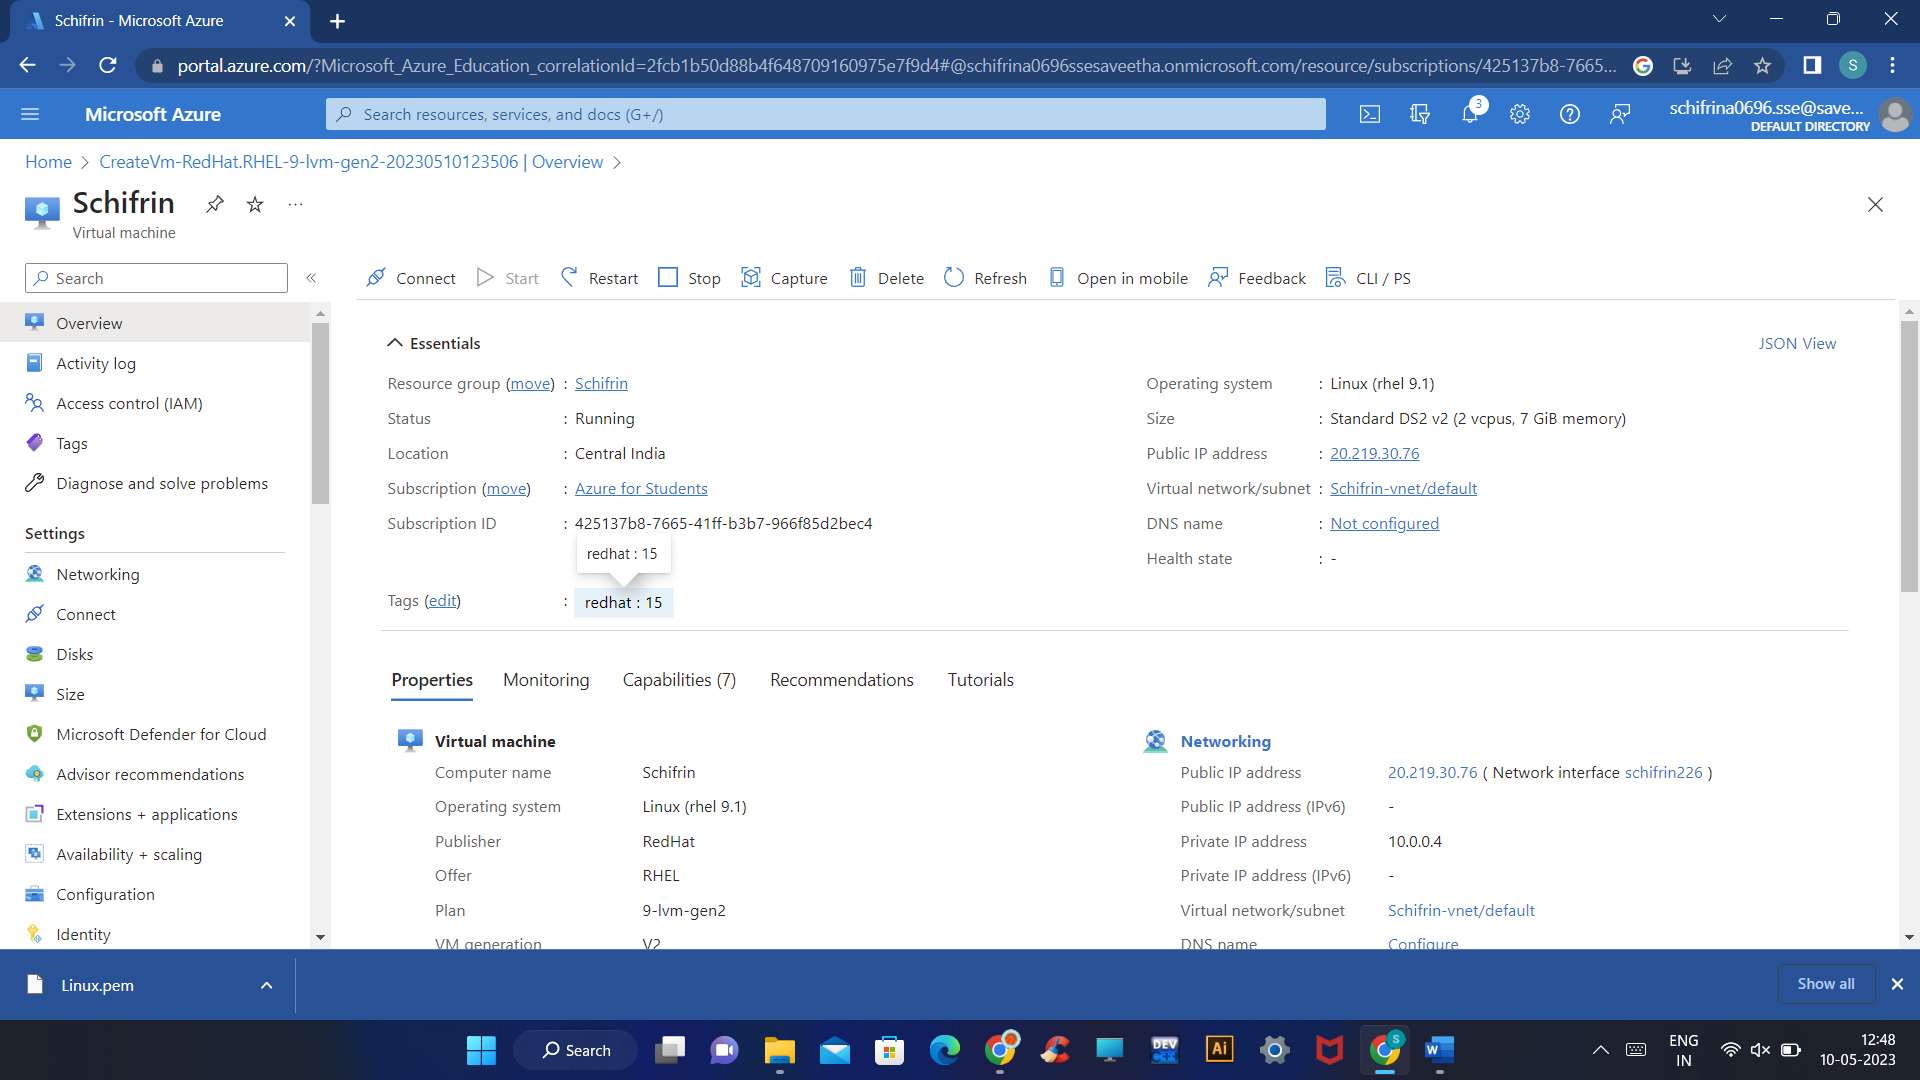 Schifrin - Microsoft Azure
portal.azure.com/?Microsoft_Azure_Education_correlationId=2fcb1b50d88b4f648709160975e7f9d4#@schifrina0696ssesaveetha.onmicrosoft.com/resource/subscriptions/425137b8-7665...
S
Microsoft Azure
Search resources, services, and docs (G+/)
3
schifrina0696.sse@save...
DEFAULT DIRECTORY
Home > CreateVm-RedHat.RHEL-9-lvm-gen2-20230510123506 | Overview >
Schifrin
Virtual machine
Search
Connect Start Restart Stop Capture Delete Refresh Open in mobile Feedback CLI / PS
Overview
Activity log
Access control (IAM)
Tags
Diagnose and solve problems
Settings
Networking
Connect
Disks
Size
Microsoft Defender for Cloud
Advisor recommendations
Extensions + applications
Availability + scaling
Configuration
Identity
Essentials
JSON View
Resource group (move) : Schifrin
Status : Running
Location : Central India
Subscription (move) : Azure for Students
Subscription ID : 425137b8-7665-41ff-b3b7-966f85d2bec4
redhat : 15
Tags (edit) : redhat : 15
Operating system : Linux (rhel 9.1)
Size : Standard DS2 v2 (2 vcpus, 7 GiB memory)
Public IP address : 20.219.30.76
Virtual network/subnet : Schifrin-vnet/default
DNS name : Not configured
Health state : -
Properties Monitoring Capabilities (7) Recommendations Tutorials
Virtual machine
Computer name Schifrin
Operating system Linux (rhel 9.1)
Publisher RedHat
Offer RHEL
Plan 9-lvm-gen2
VM generation V2
Networking
Public IP address 20.219.30.76 ( Network interface schifrin226 )
Public IP address (IPv6) -
Private IP address 10.0.0.4
Private IP address (IPv6) -
Virtual network/subnet Schifrin-vnet/default
DNS name Configure
Linux.pem
Show all
Search
DEV C++
Ai
S
W
ENG
IN
12:48
10-05-2023